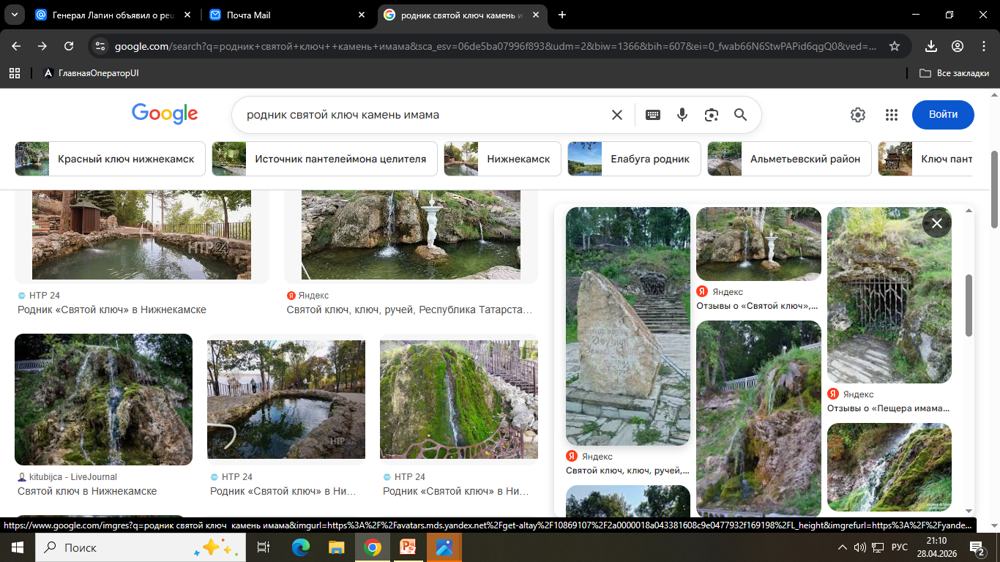 Генерал Лапин объявил о реш
Почта Mail
родник святой ключ камень и
google.com/search?q=родник+святой+ключ++камень+имама&sca_esv=06de5ba07996f893&udm=2&biw=1366&bih=607&ei=0_fwab66N6StwPAPid6qgQ0&ved=...
ГлавнаяОператорUI
Все закладки
Google
родник святой ключ камень имама
Войти
Красный ключ нижнекамск
Источник пантелеймона целителя
Нижнекамск
Елабуга родник
Альметьевский район
Ключ пант
НТР 24
НТР 24
Родник «Святой ключ» в Нижнекамске
Яндекс
Святой ключ, ключ, ручей, Республика Татарста...
kitubijca - LiveJournal
Святой ключ в Нижнекамске
НТР 24
НТР 24
Родник «Святой ключ» в Ни...
НТР 24
Родник «Святой ключ» в Ни...
Яндекс
Святой ключ, ключ, ручей,...
Яндекс
Отзывы о «Святой ключ»,...
Яндекс
Отзывы о «Пещера имама...
https://www.google.com/imgres?q=родник святой ключ  камень имама&imgurl=https%3A%2F%2Favatars.mds.yandex.net%2Fget-altay%2F10869107%2F2a0000018a043381608c9e0477932f169198%2FL_height&imgrefurl=https%3A%2F%2Fyande...
Поиск
РУС
21:10
28.04.2026
2